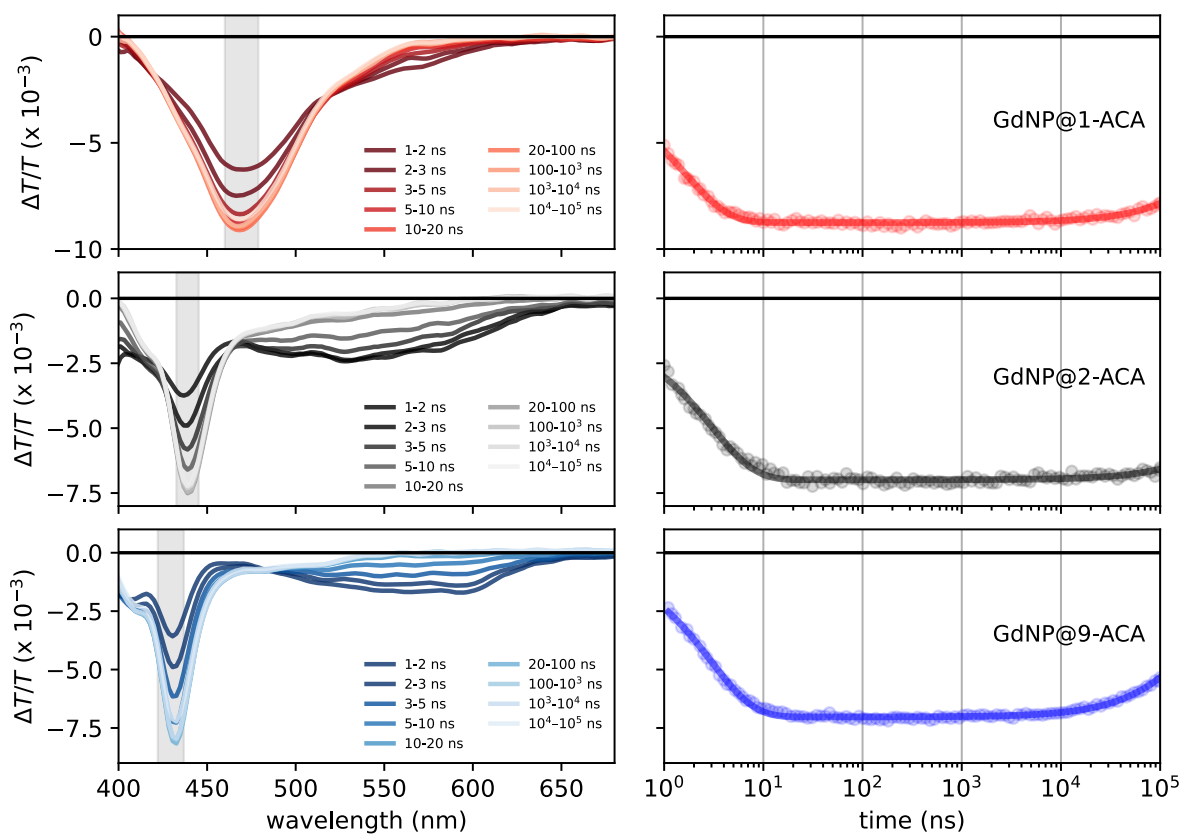 0
−5
−10
ΔT/T (x 10⁻³)
1-2 ns
2-3 ns
3-5 ns
5-10 ns
10-20 ns
20-100 ns
100-10³ ns
10³-10⁴ ns
10⁴–10⁵ ns
GdNP@1-ACA
0.0
−2.5
−5.0
−7.5
ΔT/T (x 10⁻³)
1-2 ns
2-3 ns
3-5 ns
5-10 ns
10-20 ns
20-100 ns
100-10³ ns
10³-10⁴ ns
10⁴–10⁵ ns
GdNP@2-ACA
0.0
−2.5
−5.0
−7.5
ΔT/T (x 10⁻³)
1-2 ns
2-3 ns
3-5 ns
5-10 ns
10-20 ns
20-100 ns
100-10³ ns
10³-10⁴ ns
10⁴–10⁵ ns
GdNP@9-ACA
400 450 500 550 600 650
wavelength (nm)
10⁰ 10¹ 10² 10³ 10⁴ 10⁵
time (ns)